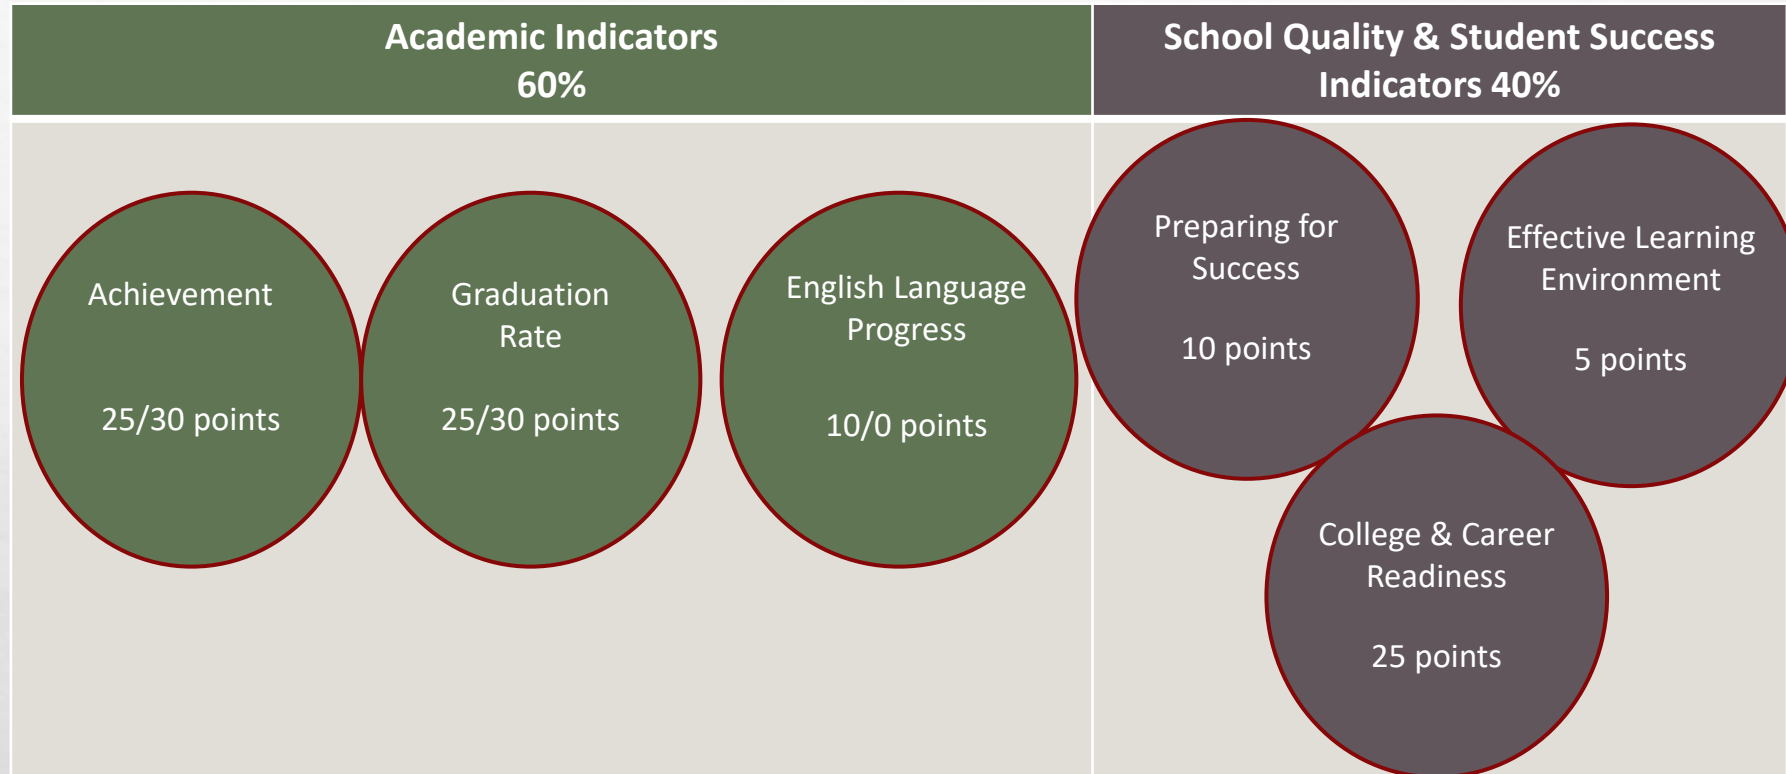 Academic Indicators
60%
School Quality & Student Success
Indicators 40%
Achievement
25/30 points
Graduation
Rate
25/30 points
English Language
Progress
10/0 points
Preparing for
Success
10 points
Effective Learning
Environment
5 points
College & Career
Readiness
25 points